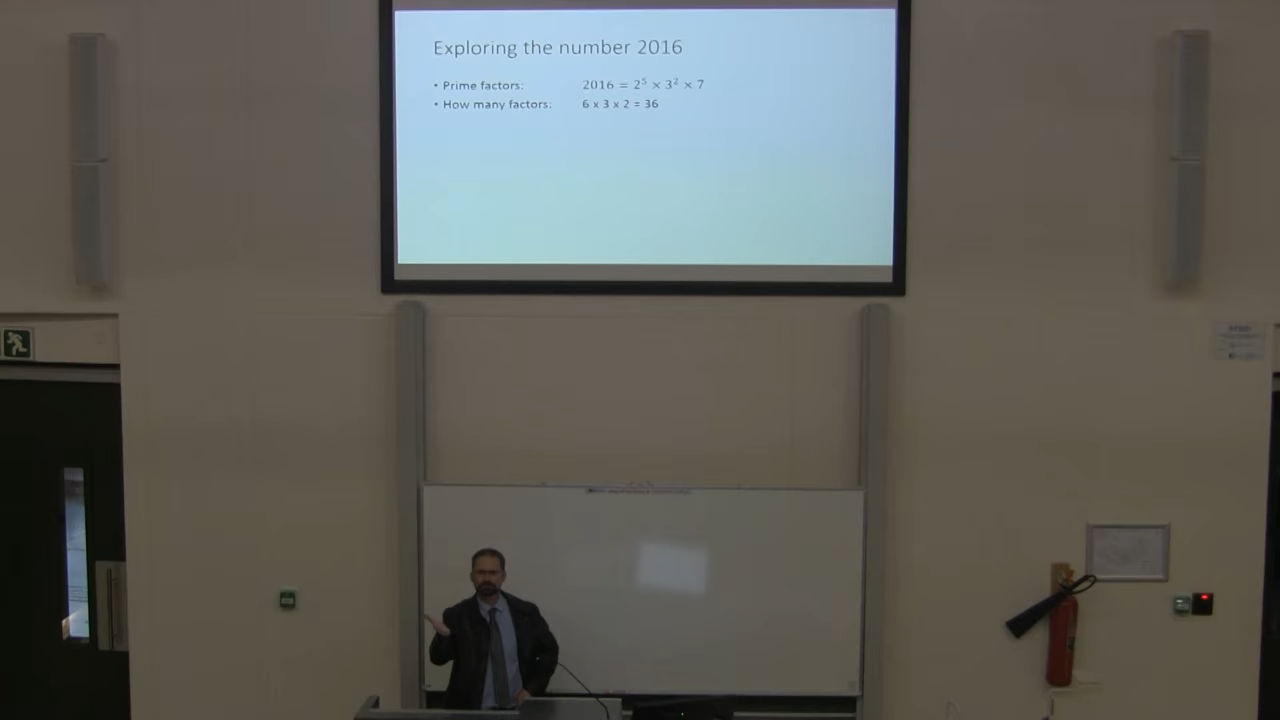 Exploring the number 2016
• Prime factors: 2016 = 2⁵ × 3² × 7
• How many factors: 6 x 3 x 2 = 36